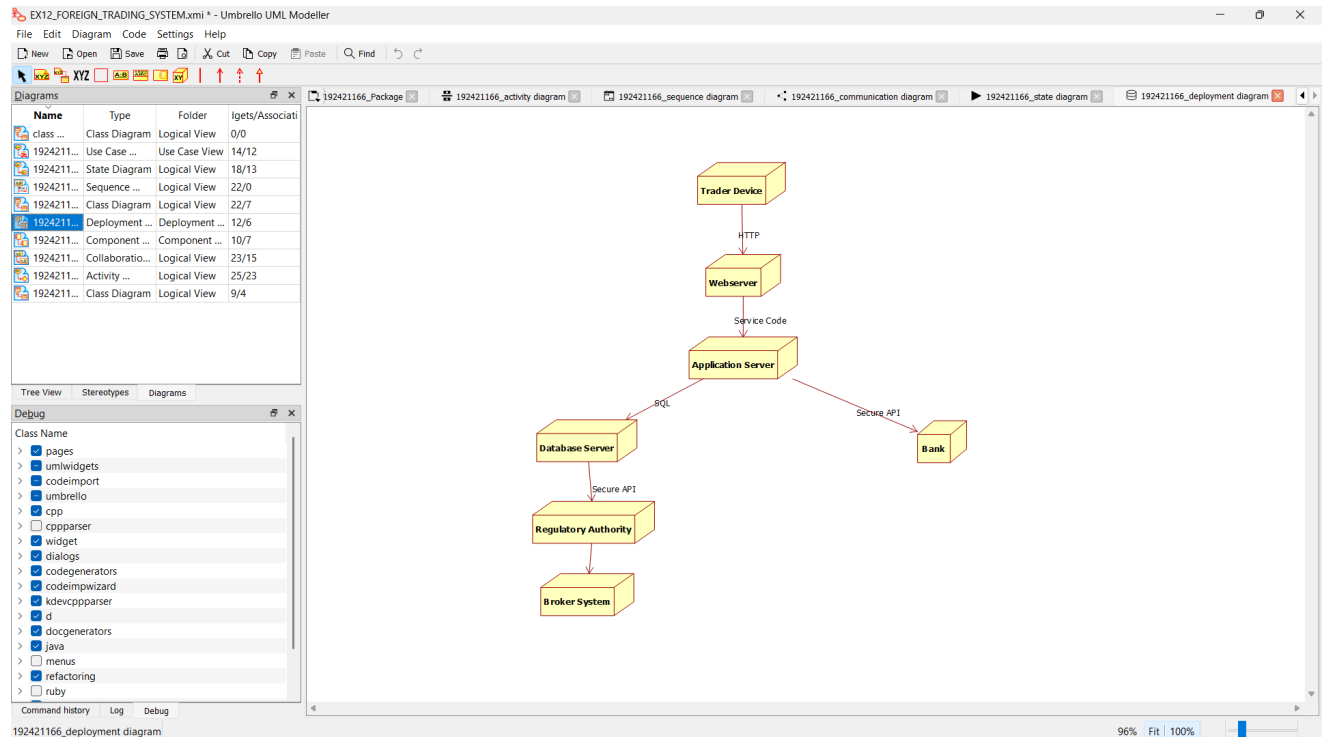 EX12_FOREIGN_TRADING_SYSTEM.xmi * - Umbrello UML Modeller
File Edit Diagram Code Settings Help
New Open Save Cut Copy Paste Find
XYZ XYZ XYZ A:B ABC XY
Diagrams
192421166_Package 192421166_activity diagram 192421166_sequence diagram 192421166_communication diagram 192421166_state diagram 192421166_deployment diagram
Name Type Folder lgets/Associati
class ... Class Diagram Logical View 0/0
1924211... Use Case ... Use Case View 14/12
1924211... State Diagram Logical View 18/13
1924211... Sequence ... Logical View 22/0
1924211... Class Diagram Logical View 22/7
1924211... Deployment ... Deployment ... 12/6
1924211... Component ... Component ... 10/7
1924211... Collaboratio... Logical View 23/15
1924211... Activity ... Logical View 25/23
1924211... Class Diagram Logical View 9/4
Tree View Stereotypes Diagrams
Debug
Class Name
pages
umlwidgets
codeimport
umbrello
cpp
cppparser
widget
dialogs
codegenerators
codeimpwizard
kdevcppparser
d
docgenerators
java
menus
refactoring
ruby
Command history Log Debug
Trader Device
HTTP
Webserver
Service Code
Application Server
SQL
Secure API
Database Server
Bank
Secure API
Regulatory Authority
Broker System
192421166_deployment diagram
96% Fit 100%